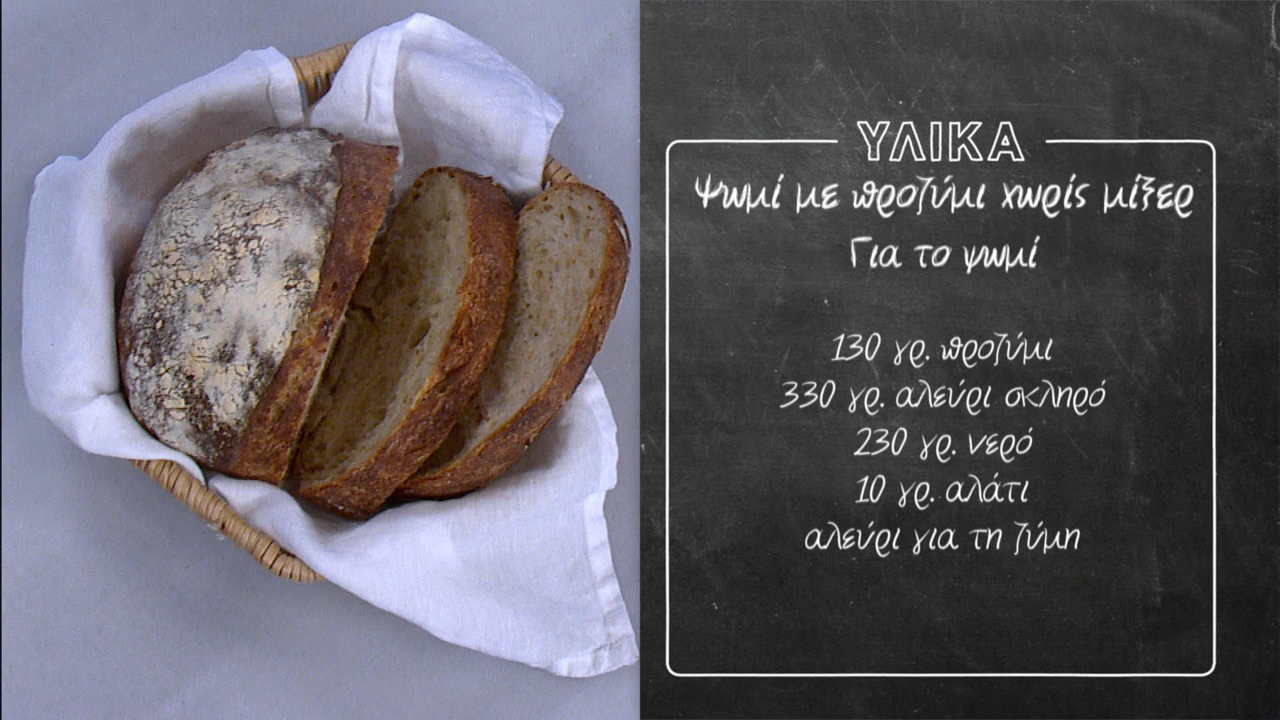 ΥΛΙΚΑ
Ψωμί με προζύμι χωρίς μίξερ
Για το ψωμί
130 γρ. προζύμι
330 γρ. αλεύρι σκληρό
230 γρ. νερό
10 γρ. αλάτι
αλεύρι για τη ζύμη